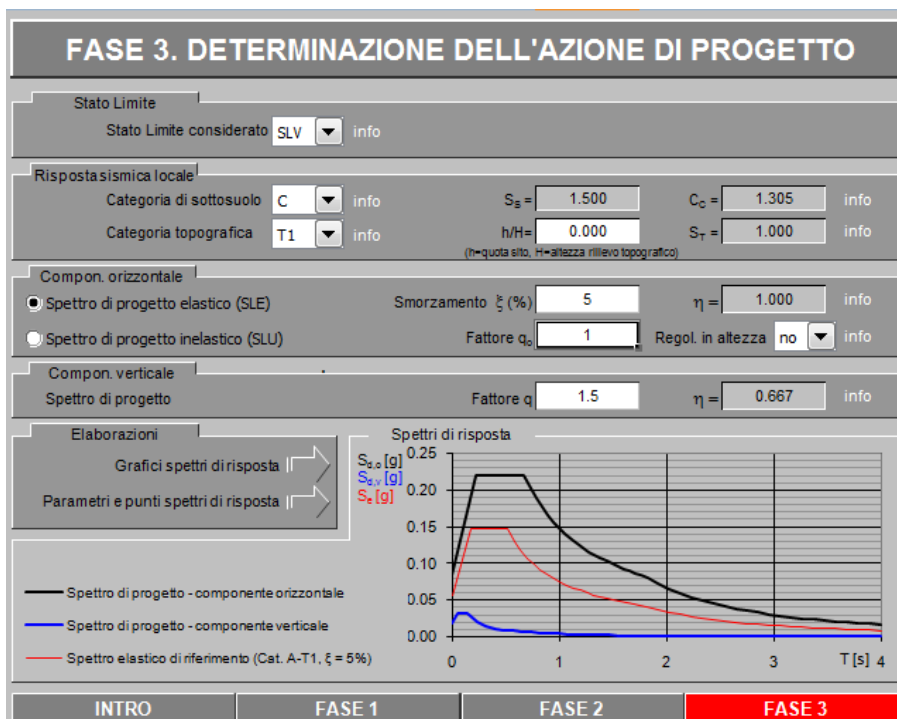 FASE 3. DETERMINAZIONE DELL'AZIONE DI PROGETTO
Stato Limite
Stato Limite considerato SLV info
Risposta sismica locale
Categoria di sottosuolo C info S_S = 1.500 C_C = 1.305 info
Categoria topografica T1 info h/H= 0.000 S_T = 1.000 info
(h=quota sito, H=altezza rilievo topografico)
Compon. orizzontale
Spettro di progetto elastico (SLE) Smorzamento ξ (%) 5 η = 1.000 info
Spettro di progetto inelastico (SLU) Fattore q_o 1 Regol. in altezza no info
Compon. verticale
Spettro di progetto Fattore q 1.5 η = 0.667 info
Elaborazioni
Grafici spettri di risposta
Parametri e punti spettri di risposta
Spettri di risposta
S_d,o [g]
S_d,v [g]
S_e [g]
0.25
0.20
0.15
0.10
0.05
0.00
0 1 2 3 T [s] 4
Spettro di progetto - componente orizzontale
Spettro di progetto - componente verticale
Spettro elastico di riferimento (Cat. A-T1, ξ = 5%)
INTRO FASE 1 FASE 2 FASE 3